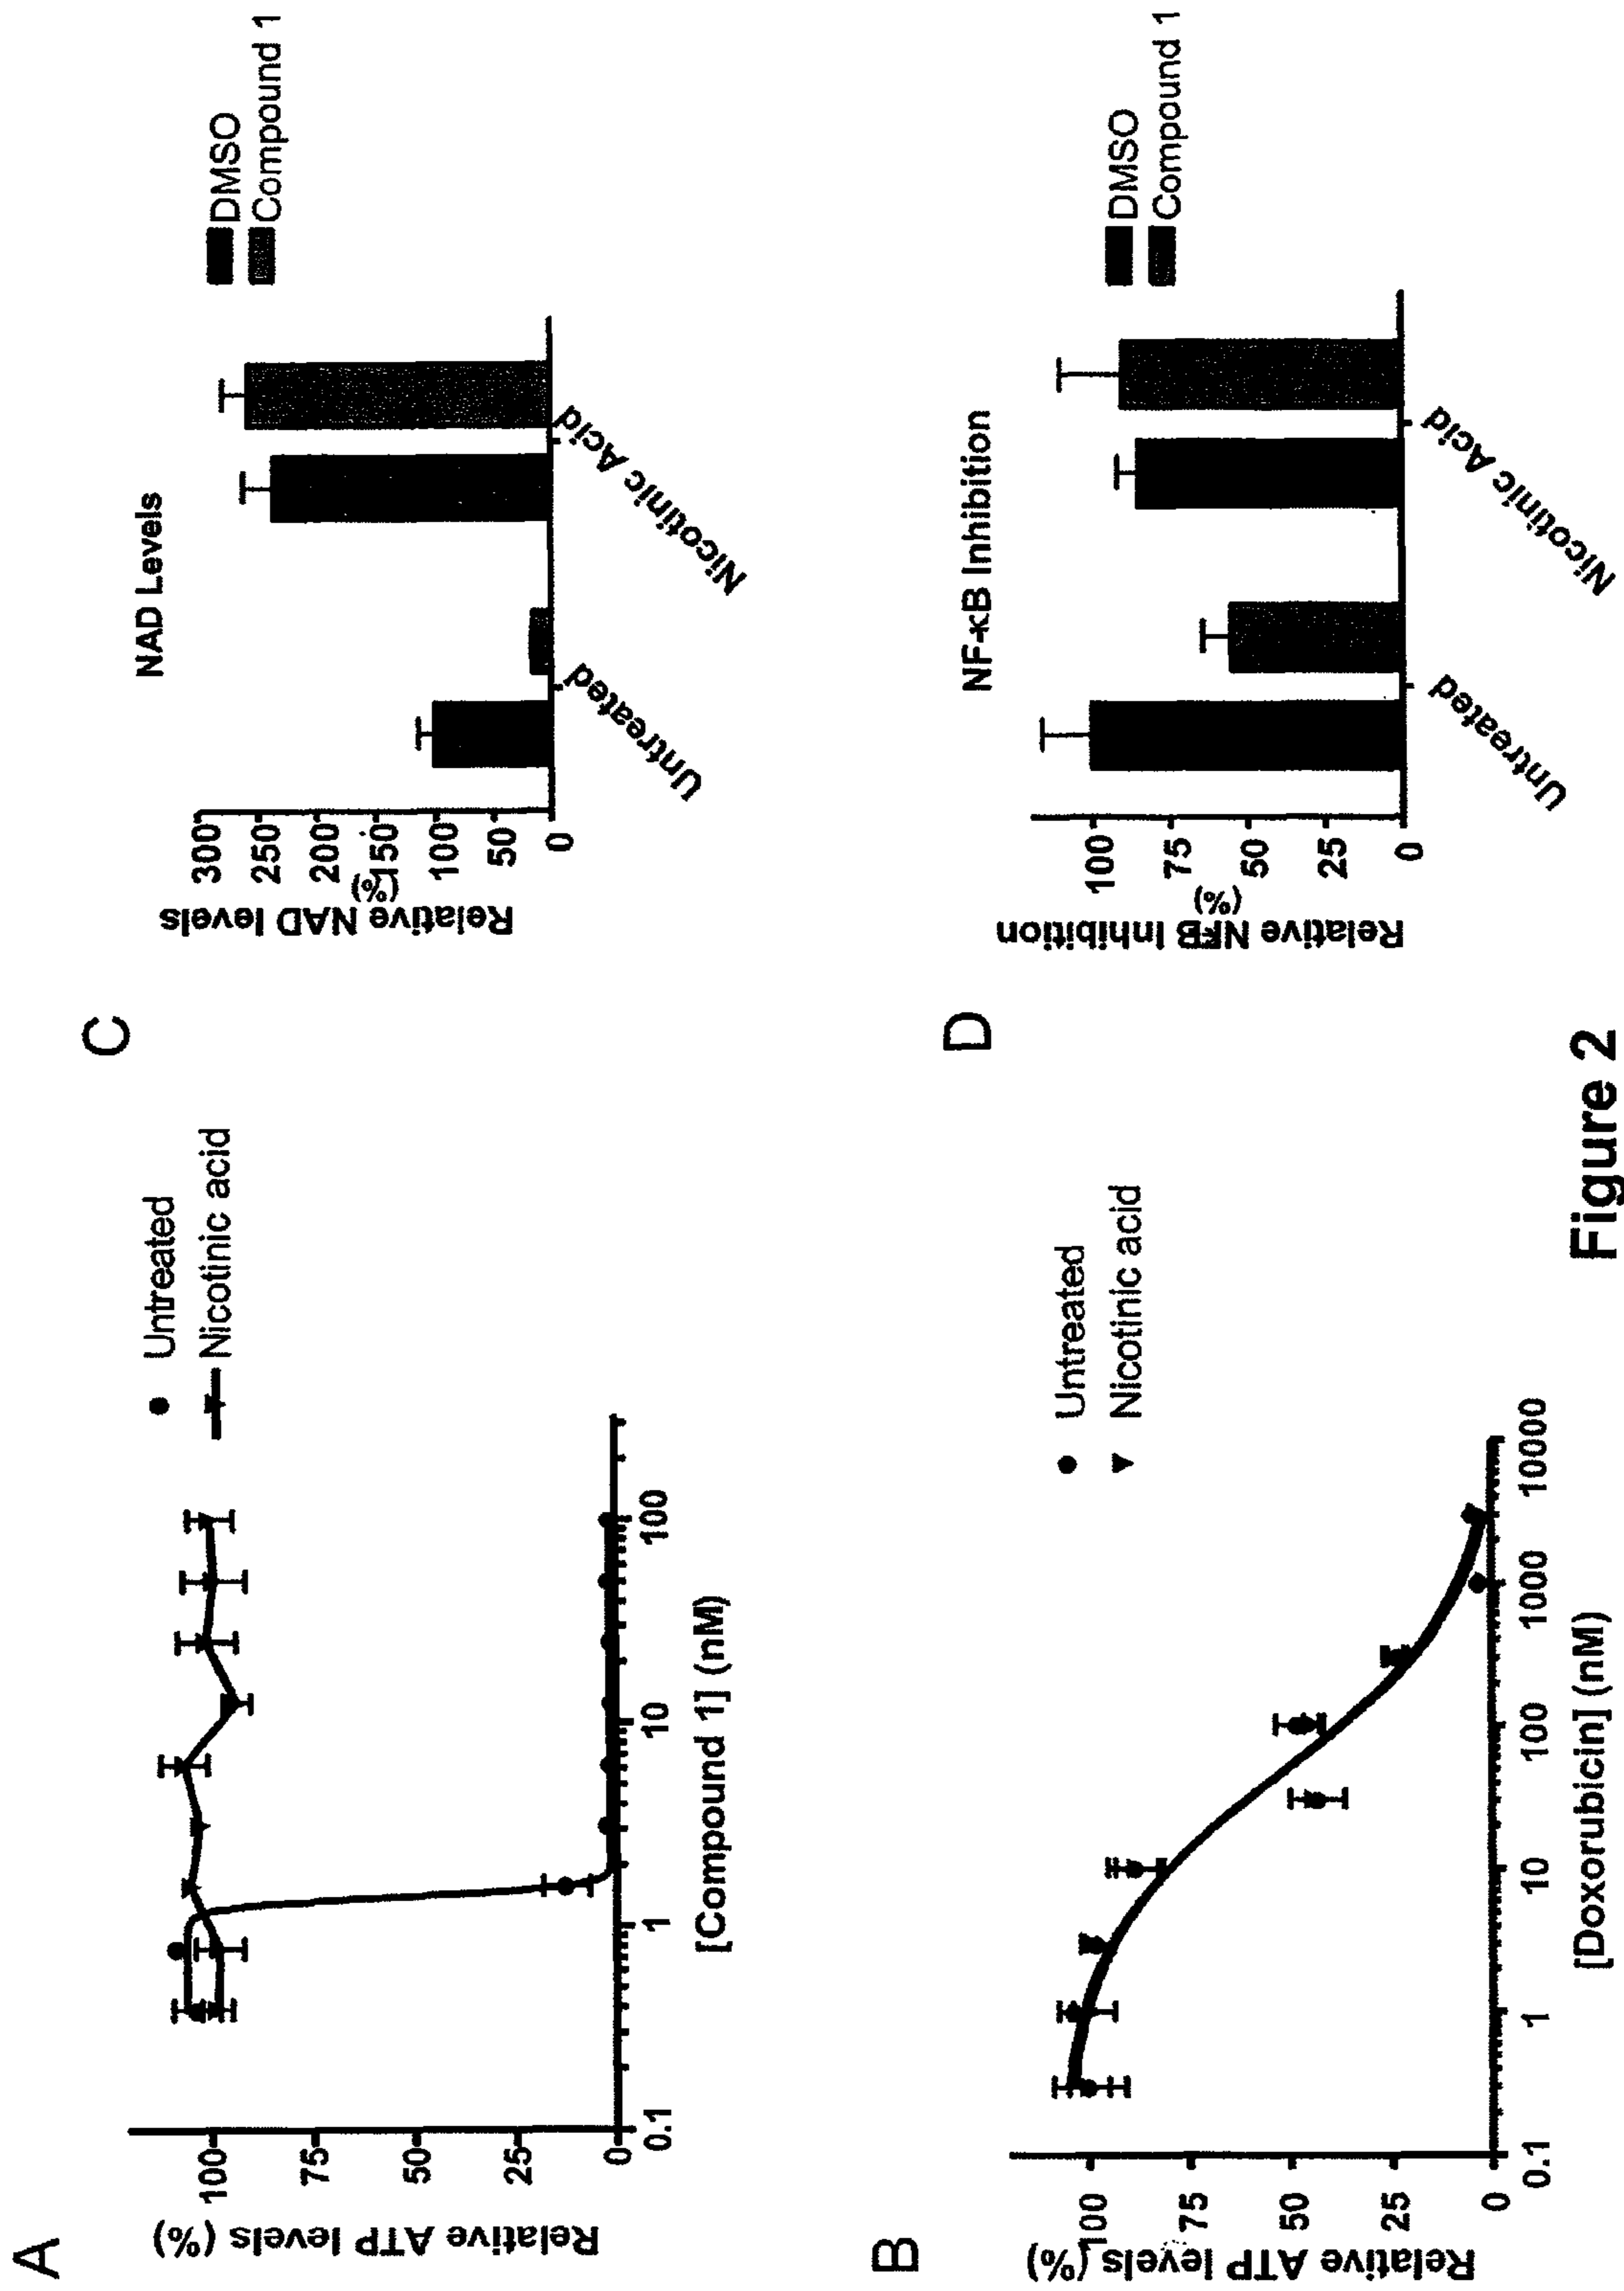 A
Relative ATP levels (%)
100
75
50
25
0
0.1
1
10
100
[Compound 1] (nM)
Untreated
Nicotinic acid
B
Relative ATP levels (%)
100
75
50
25
0
0.1
1
10
100
1000
10000
[Doxorubicin] (nM)
Untreated
Nicotinic acid
C
NAD Levels
Relative NAD levels
(%)
300
250
200
150
100
50
0
Untreated
Nicotinic Acid
DMSO
Compound 1
D
NF-κB Inhibition
Relative NFB Inhibition
(%)
100
75
50
25
0
Untreated
Nicotinic Acid
DMSO
Compound 1
Figure 2